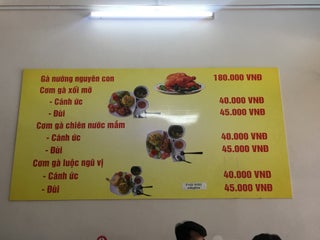 Gà nướng nguyên con 180.000 VNĐ
Cơm gà xối mỡ
- Cánh ức 40.000 VNĐ
- Đùi 45.000 VNĐ
Cơm gà chiên nước mắm
- Cánh ức 40.000 VNĐ
- Đùi 45.000 VNĐ
Cơm gà luộc ngũ vị
- Cánh ức 40.000 VNĐ
- Đùi 45.000 VNĐ